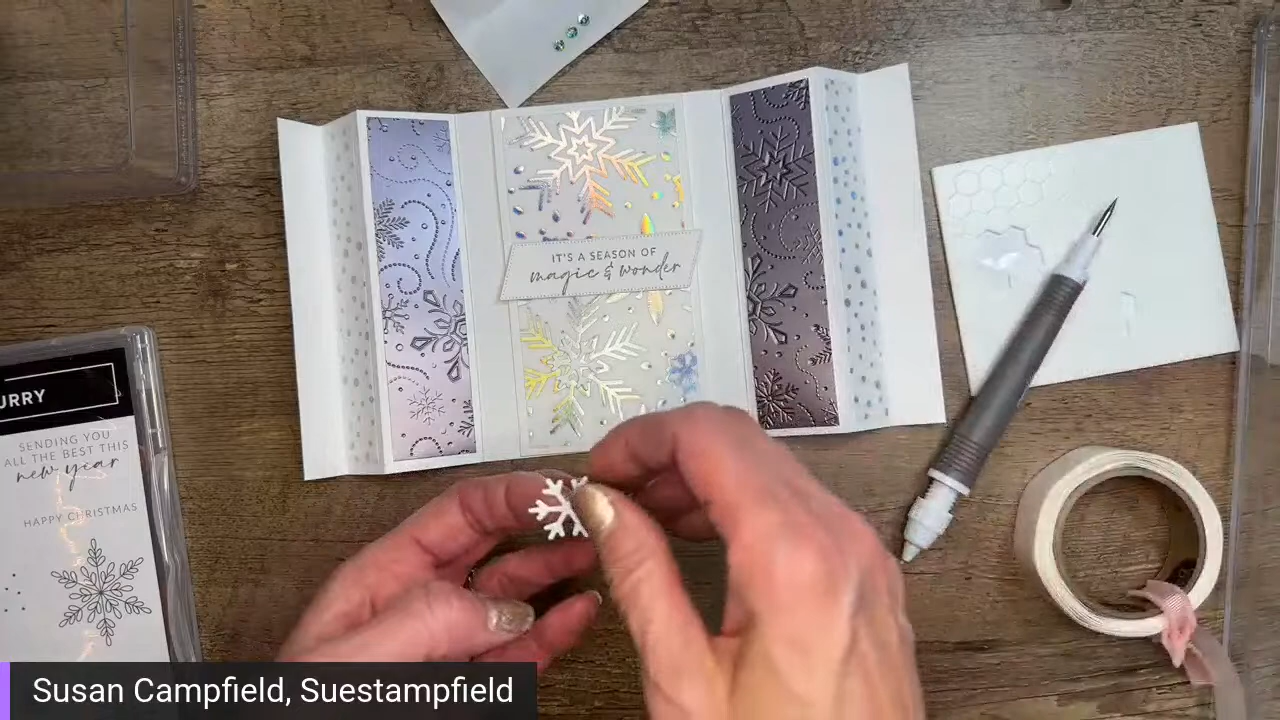 IT'S A SEASON OF
magic & wonder
URRY
SENDING YOU
ALL THE BEST THIS
new year
HAPPY CHRISTMAS
Susan Campfield, Suestampfield